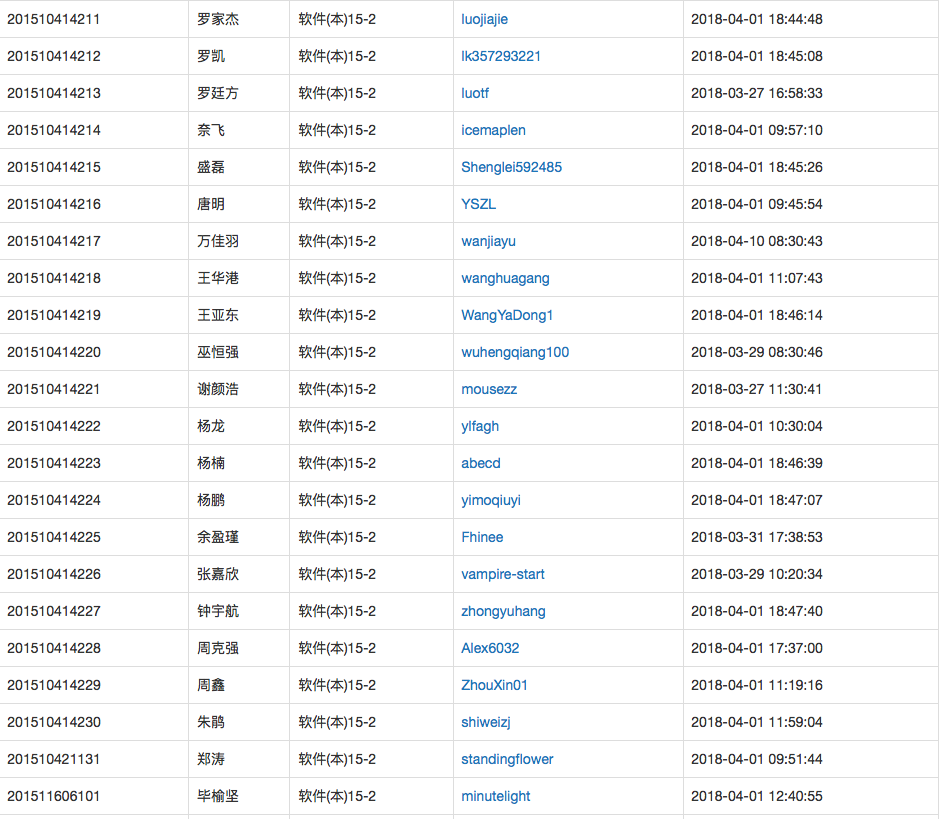 201510414211 罗家杰 软件(本)15-2 luojiajie 2018-04-01 18:44:48
201510414212 罗凯 软件(本)15-2 lk357293221 2018-04-01 18:45:08
201510414213 罗廷方 软件(本)15-2 luotf 2018-03-27 16:58:33
201510414214 奈飞 软件(本)15-2 icemaplen 2018-04-01 09:57:10
201510414215 盛磊 软件(本)15-2 Shenglei592485 2018-04-01 18:45:26
201510414216 唐明 软件(本)15-2 YSZL 2018-04-01 09:45:54
201510414217 万佳羽 软件(本)15-2 wanjiayu 2018-04-10 08:30:43
201510414218 王华港 软件(本)15-2 wanghuagang 2018-04-01 11:07:43
201510414219 王亚东 软件(本)15-2 WangYaDong1 2018-04-01 18:46:14
201510414220 巫恒强 软件(本)15-2 wuhengqiang100 2018-03-29 08:30:46
201510414221 谢颜浩 软件(本)15-2 mousezz 2018-03-27 11:30:41
201510414222 杨龙 软件(本)15-2 ylfagh 2018-04-01 10:30:04
201510414223 杨楠 软件(本)15-2 abecd 2018-04-01 18:46:39
201510414224 杨鹏 软件(本)15-2 yimoqiuyi 2018-04-01 18:47:07
201510414225 余盈瑾 软件(本)15-2 Fhinee 2018-03-31 17:38:53
201510414226 张嘉欣 软件(本)15-2 vampire-start 2018-03-29 10:20:34
201510414227 钟宇航 软件(本)15-2 zhongyuhang 2018-04-01 18:47:40
201510414228 周克强 软件(本)15-2 Alex6032 2018-04-01 17:37:00
201510414229 周鑫 软件(本)15-2 ZhouXin01 2018-04-01 11:19:16
201510414230 朱鹃 软件(本)15-2 shiweizj 2018-04-01 11:59:04
201510421131 郑涛 软件(本)15-2 standingflower 2018-04-01 09:51:44
201511606101 毕榆坚 软件(本)15-2 minutelight 2018-04-01 12:40:55